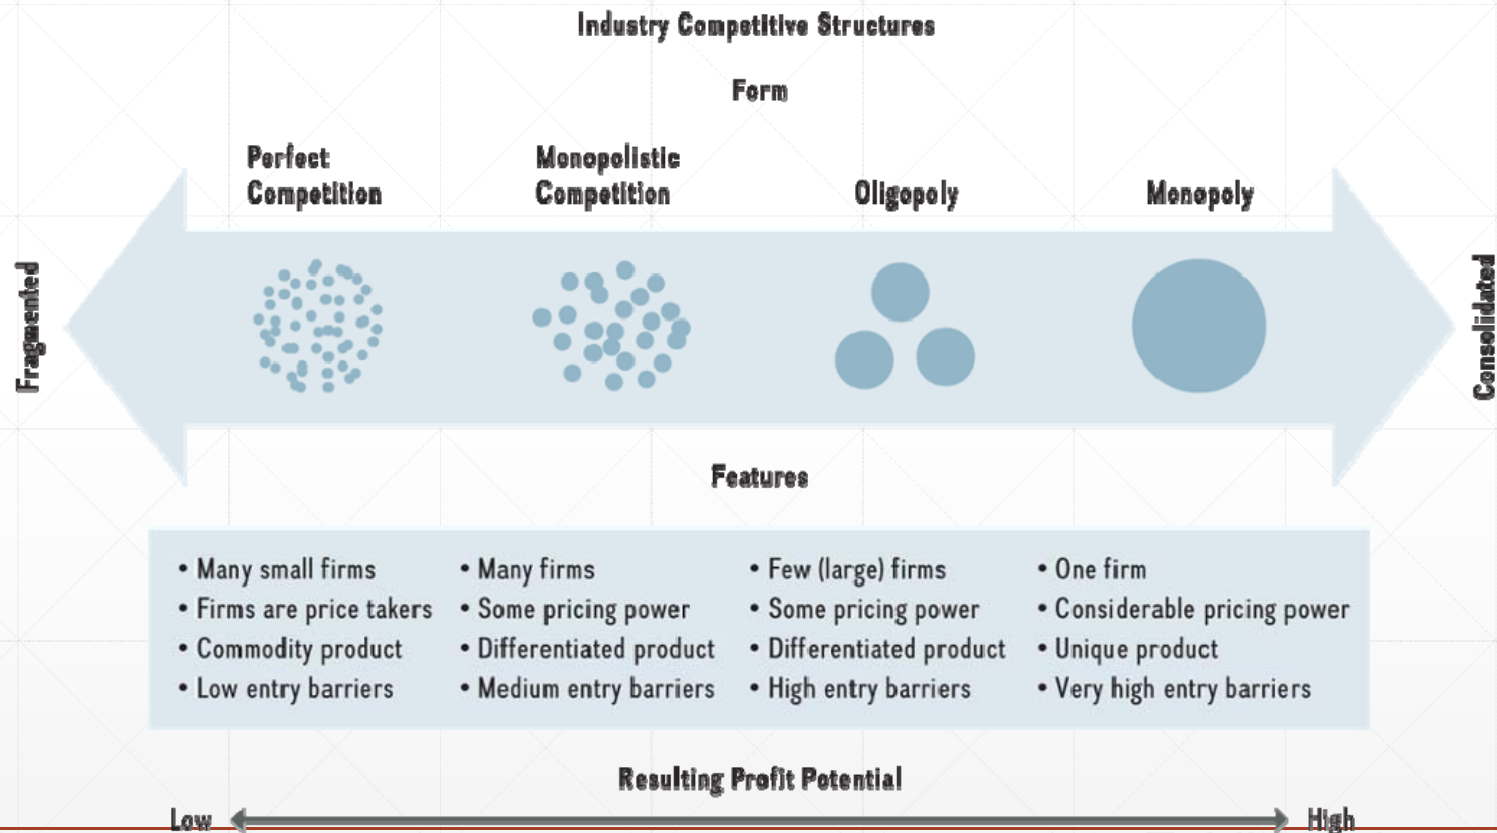 Industry Competitive Structures
Form
Perfect
Competition
Monopolistic
Competition
Oligopoly
Monopoly
Fragmented
Consolidated
Features
• Many small firms
• Firms are price takers
• Commodity product
• Low entry barriers
• Many firms
• Some pricing power
• Differentiated product
• Medium entry barriers
• Few (large) firms
• Some pricing power
• Differentiated product
• High entry barriers
• One firm
• Considerable pricing power
• Unique product
• Very high entry barriers
Resulting Profit Potential
Low
High